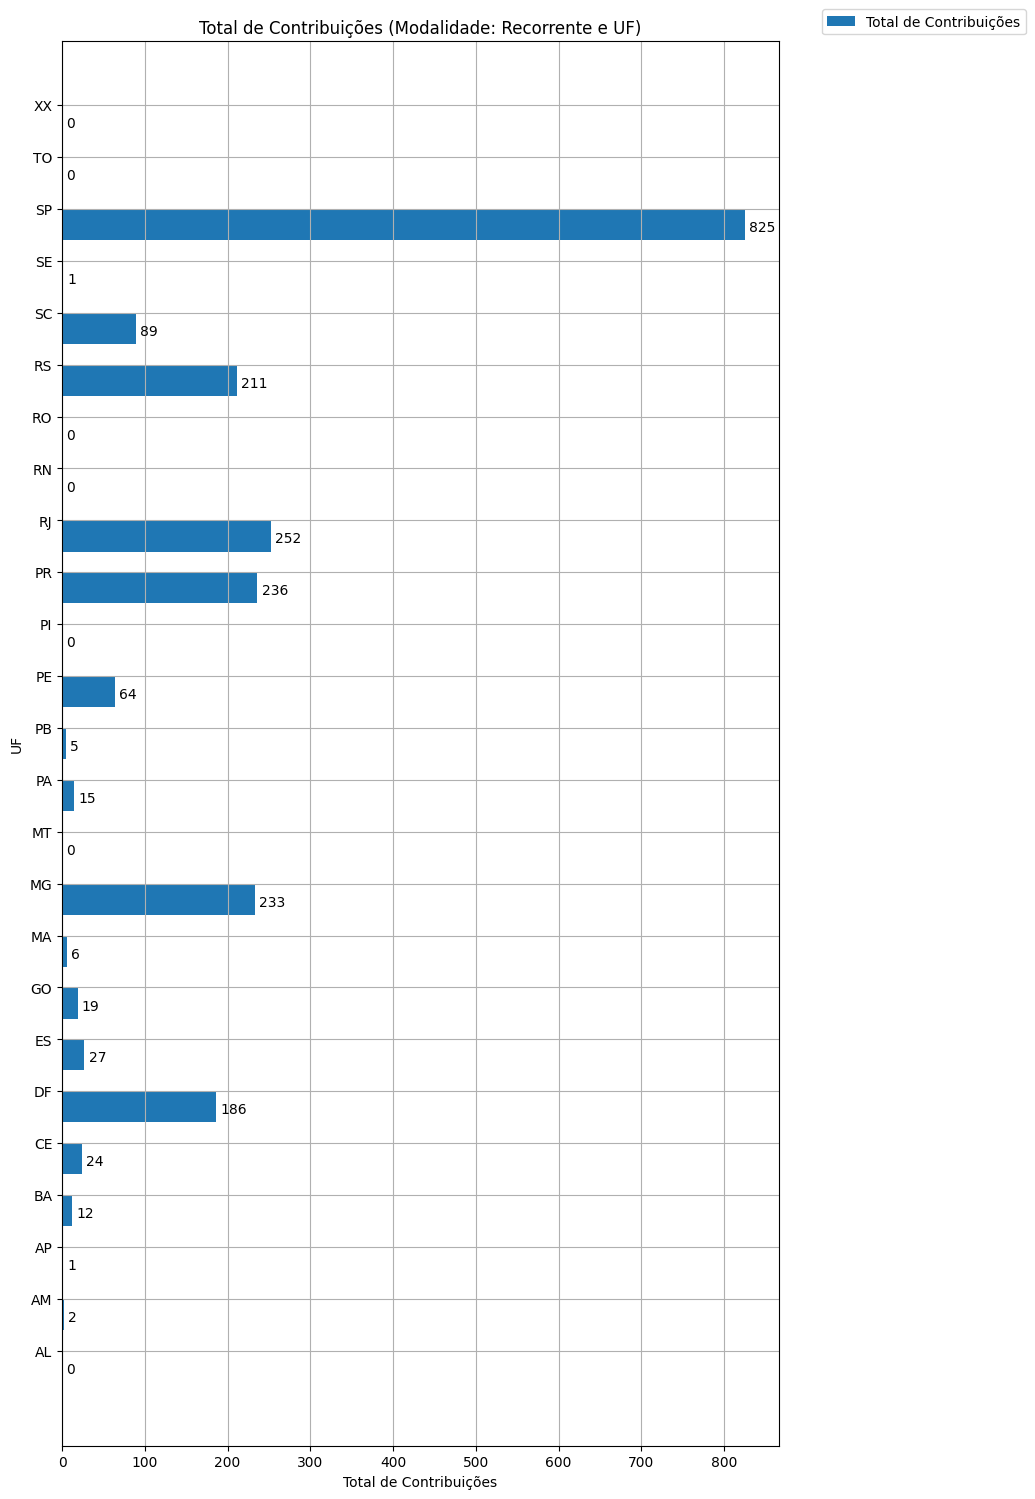 Total de Contribuições (Modalidade: Recorrente e UF)
Total de Contribuições
XX
0
TO
0
SP
825
SE
1
SC
89
RS
211
RO
0
RN
0
RJ
252
PR
236
PI
0
PE
64
PB
5
PA
15
MT
0
MG
233
MA
6
GO
19
ES
27
DF
186
CE
24
BA
12
AP
1
AM
2
AL
0
UF
0 100 200 300 400 500 600 700 800
Total de Contribuições